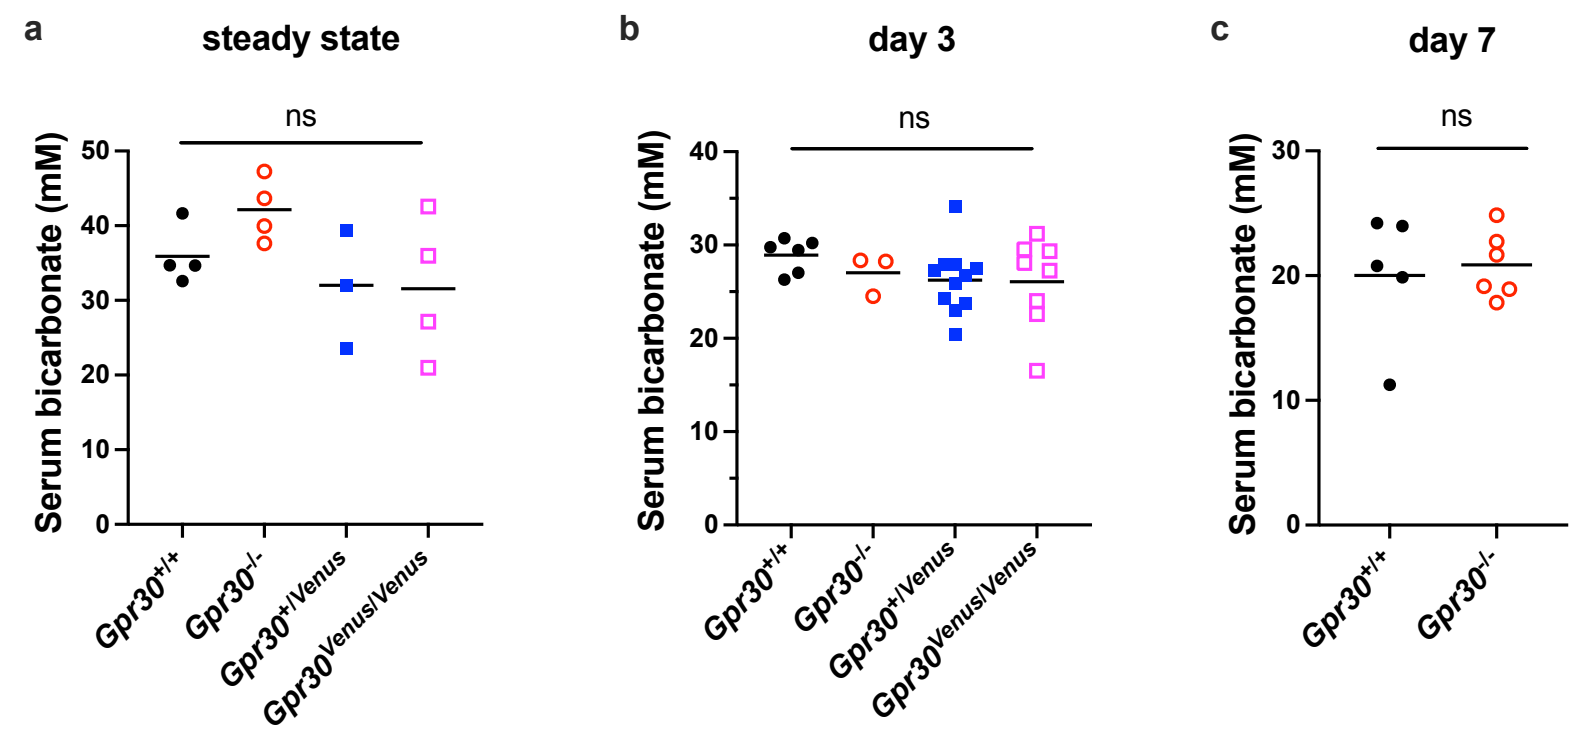 a
steady state
ns
Serum bicarbonate (mM)
50
40
30
20
10
0
Gpr30+/+
Gpr30-/-
Gpr30+/Venus
Gpr30Venus/Venus
b
day 3
ns
Serum bicarbonate (mM)
40
30
20
10
0
Gpr30+/+
Gpr30-/-
Gpr30+/Venus
Gpr30Venus/Venus
c
day 7
ns
Serum bicarbonate (mM)
30
20
10
0
Gpr30+/+
Gpr30-/-